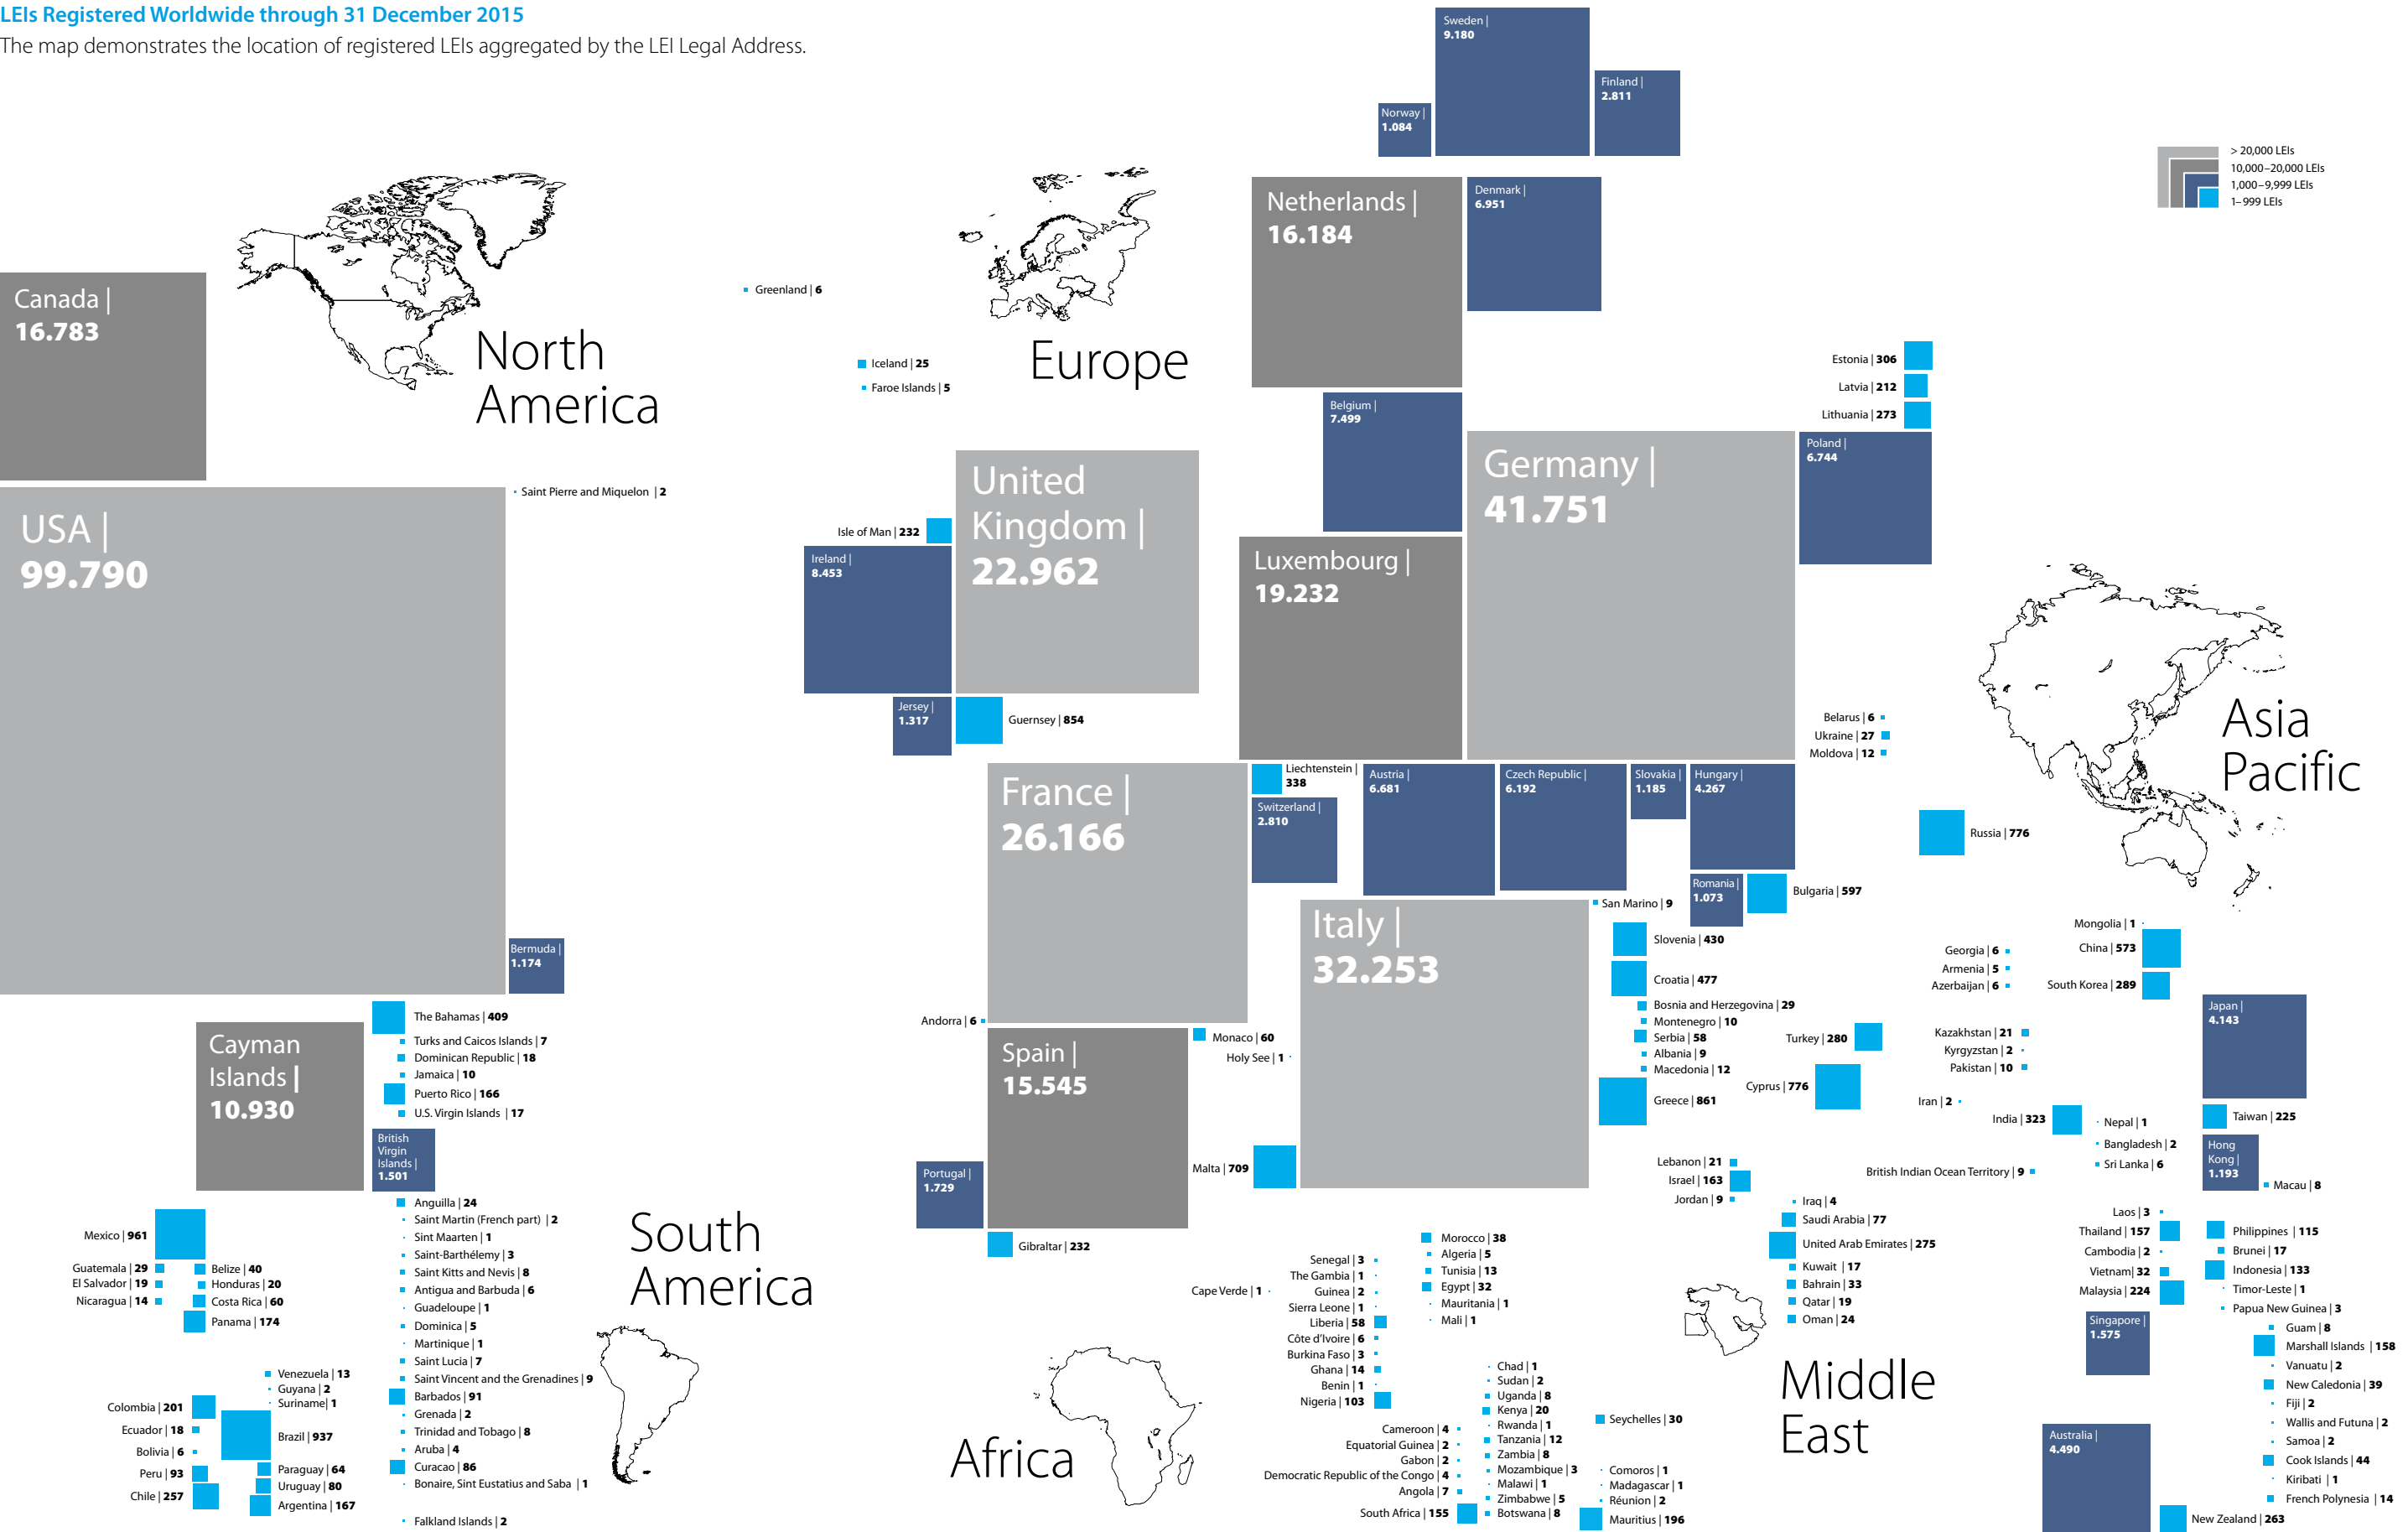 LEIs Registered Worldwide through 31 December 2015
The map demonstrates the location of registered LEIs aggregated by the LEI Legal Address.
> 20,000 LEIs
10,000–20,000 LEIs
1,000–9,999 LEIs
1–999 LEIs
North
America
Canada |
16.783
USA |
99.790
Greenland | 6
Saint Pierre and Miquelon | 2
Bermuda |
1.174
Cayman
Islands |
10.930
The Bahamas | 409
Turks and Caicos Islands | 7
Dominican Republic | 18
Jamaica | 10
Puerto Rico | 166
U.S. Virgin Islands | 17
British
Virgin
Islands |
1.501
Mexico | 961
Guatemala | 29
El Salvador | 19
Nicaragua | 14
Belize | 40
Honduras | 20
Costa Rica | 60
Panama | 174
Anguilla | 24
Saint Martin (French part) | 2
Sint Maarten | 1
Saint-Barthélemy | 3
Saint Kitts and Nevis | 8
Antigua and Barbuda | 6
Guadeloupe | 1
Dominica | 5
Martinique | 1
Saint Lucia | 7
Saint Vincent and the Grenadines | 9
Barbados | 91
Grenada | 2
Trinidad and Tobago | 8
Aruba | 4
Curacao | 86
Bonaire, Sint Eustatius and Saba | 1
Falkland Islands | 2
South
America
Venezuela | 13
Guyana | 2
Suriname| 1
Colombia | 201
Ecuador | 18
Bolivia | 6
Peru | 93
Chile | 257
Brazil | 937
Paraguay | 64
Uruguay | 80
Argentina | 167
Europe
Sweden |
9.180
Finland |
2.811
Norway |
1.084
Netherlands |
16.184
Denmark |
6.951
Iceland | 25
Faroe Islands | 5
Estonia | 306
Latvia | 212
Lithuania | 273
Belgium |
7.499
Germany |
41.751
Poland |
6.744
United
Kingdom |
22.962
Isle of Man | 232
Ireland |
8.453
Luxembourg |
19.232
Jersey |
1.317
Guernsey | 854
Belarus | 6
Ukraine | 27
Moldova | 12
France |
26.166
Liechtenstein |
338
Switzerland |
2.810
Austria |
6.681
Czech Republic |
6.192
Slovakia |
1.185
Hungary |
4.267
Romania |
1.073
Bulgaria | 597
Russia | 776
Italy |
32.253
San Marino | 9
Slovenia | 430
Croatia | 477
Bosnia and Herzegovina | 29
Montenegro | 10
Serbia | 58
Albania | 9
Macedonia | 12
Greece | 861
Andorra | 6
Monaco | 60
Holy See | 1
Spain |
15.545
Portugal |
1.729
Malta | 709
Gibraltar | 232
Turkey | 280
Cyprus | 776
Asia
Pacific
Mongolia | 1
China | 573
South Korea | 289
Georgia | 6
Armenia | 5
Azerbaijan | 6
Japan |
4.143
Kazakhstan | 21
Kyrgyzstan | 2
Pakistan | 10
Iran | 2
India | 323
Nepal | 1
Bangladesh | 2
Sri Lanka | 6
British Indian Ocean Territory | 9
Taiwan | 225
Hong
Kong |
1.193
Macau | 8
Laos | 3
Thailand | 157
Cambodia | 2
Vietnam| 32
Malaysia | 224
Singapore |
1.575
Philippines | 115
Brunei | 17
Indonesia | 133
Timor-Leste | 1
Papua New Guinea | 3
Guam | 8
Marshall Islands | 158
Vanuatu | 2
New Caledonia | 39
Fiji | 2
Wallis and Futuna | 2
Samoa | 2
Cook Islands | 44
Kiribati | 1
French Polynesia | 14
Australia |
4.490
New Zealand | 263
Middle
East
Lebanon | 21
Israel | 163
Jordan | 9
Iraq | 4
Saudi Arabia | 77
United Arab Emirates | 275
Kuwait | 17
Bahrain | 33
Qatar | 19
Oman | 24
Africa
Morocco | 38
Algeria | 5
Tunisia | 13
Egypt | 32
Mauritania | 1
Mali | 1
Cape Verde | 1
Senegal | 3
The Gambia | 1
Guinea | 2
Sierra Leone | 1
Liberia | 58
Côte d'Ivoire | 6
Burkina Faso | 3
Ghana | 14
Benin | 1
Nigeria | 103
Cameroon | 4
Equatorial Guinea | 2
Gabon | 2
Democratic Republic of the Congo | 4
Angola | 7
South Africa | 155
Chad | 1
Sudan | 2
Uganda | 8
Kenya | 20
Rwanda | 1
Tanzania | 12
Zambia | 8
Mozambique | 3
Malawi | 1
Zimbabwe | 5
Botswana | 8
Seychelles | 30
Comoros | 1
Madagascar | 1
Réunion | 2
Mauritius | 196